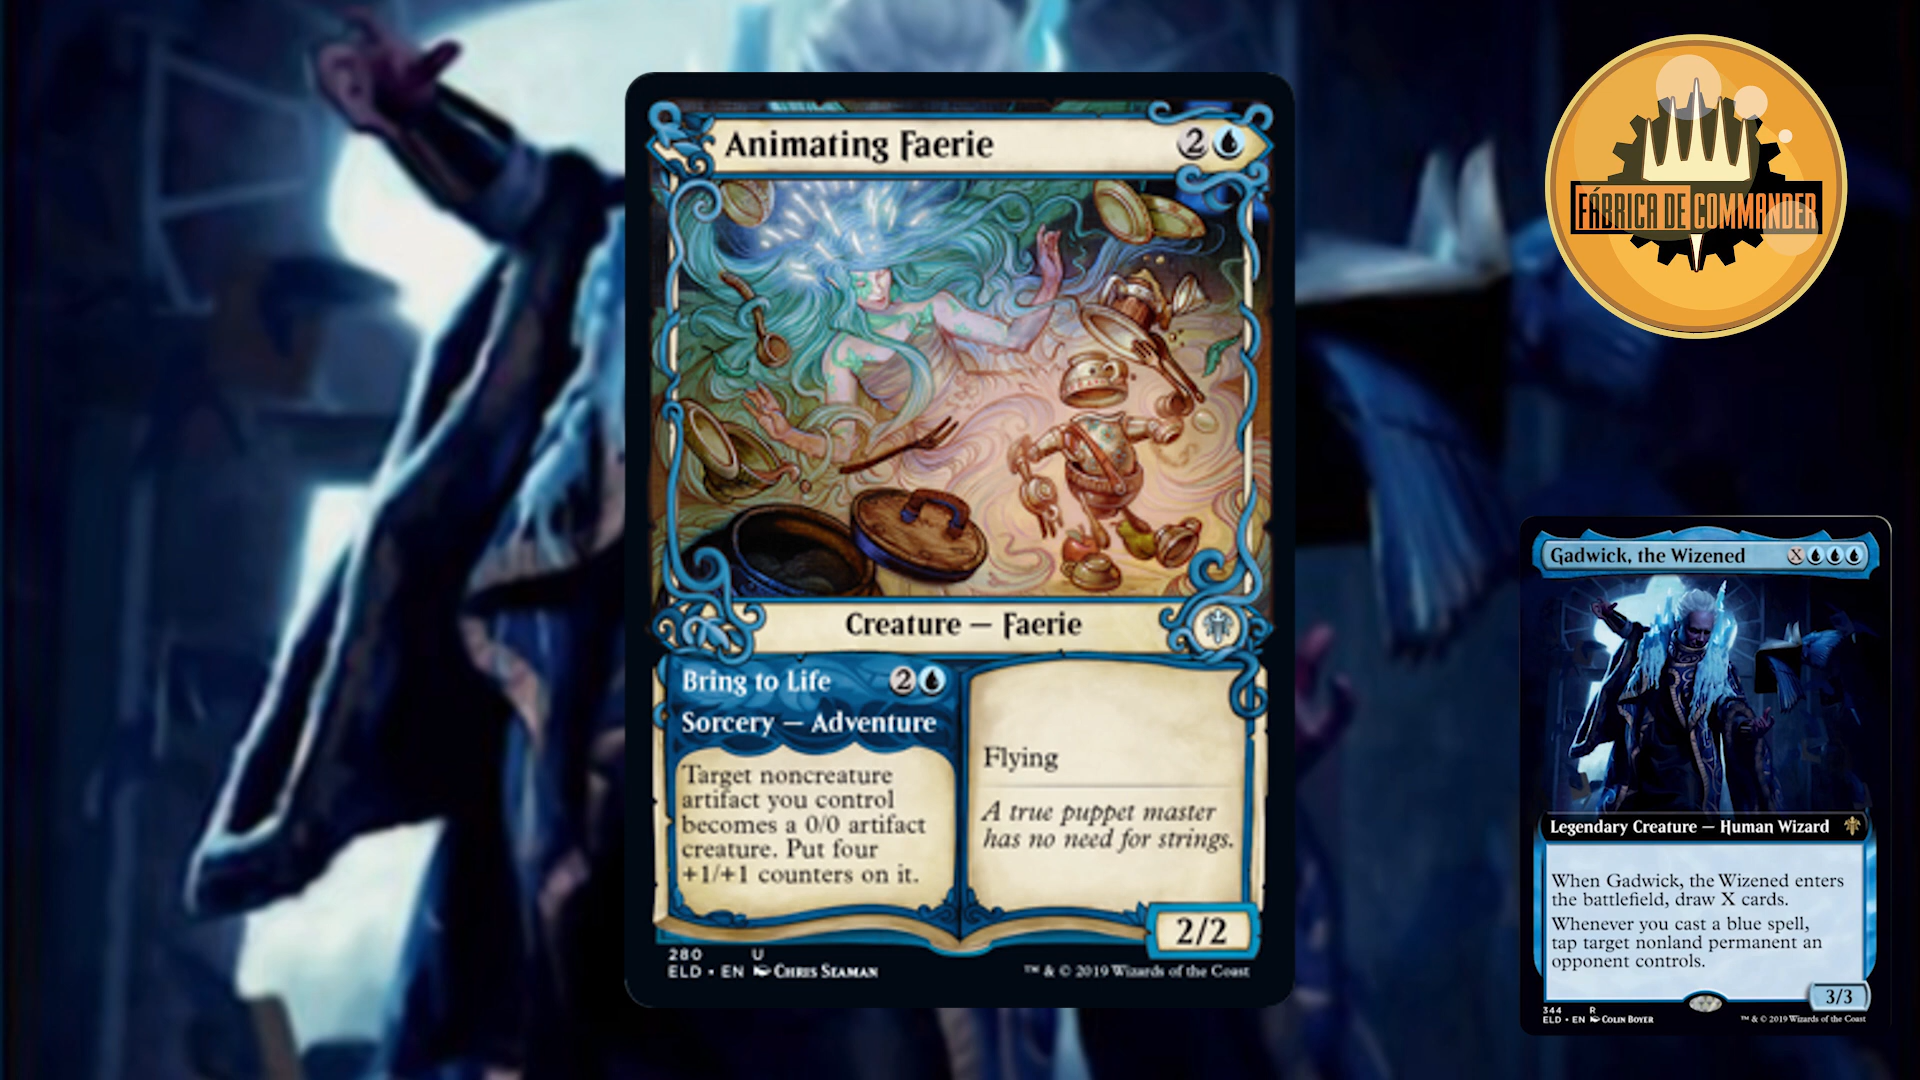 Animating Faerie
2
Creature — Faerie
Bring to Life
2
Sorcery — Adventure
Target noncreature
artifact you control
becomes a 0/0 artifact
creature. Put four
+1/+1 counters on it.
Flying
A true puppet master
has no need for strings.
2/2
280 U
ELD • EN CHRIS SEAMAN
™ & © 2019 Wizards of the Coast
FÁBRICA DE COMMANDER
Gadwick, the Wizened
X
Legendary Creature — Human Wizard
When Gadwick, the Wizened enters
the battlefield, draw X cards.
Whenever you cast a blue spell,
tap target nonland permanent an
opponent controls.
3/3
344 R
ELD • EN COLIN BOYER
™ & © 2019 Wizards of the Coast